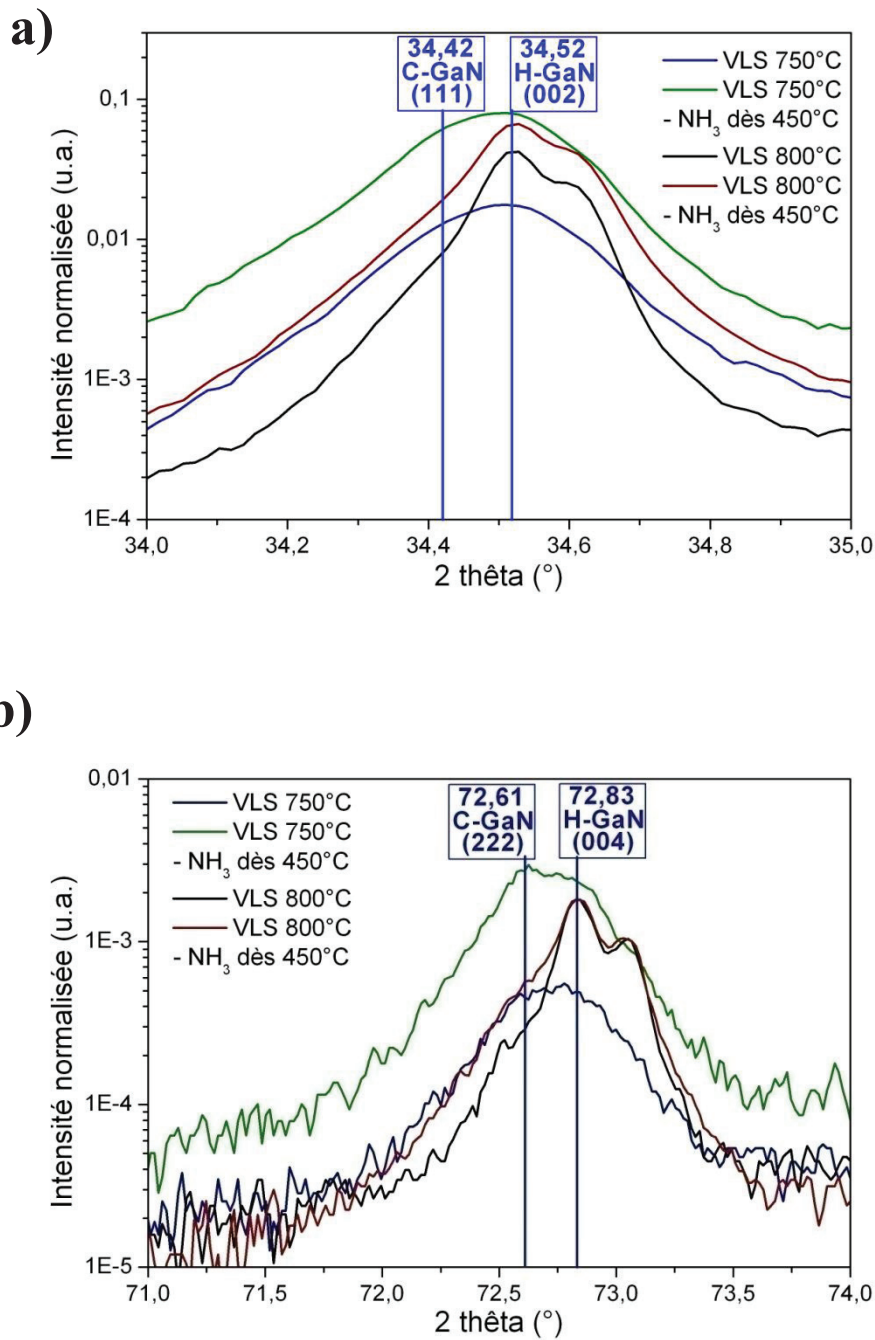 a)
34,42
C-GaN
(111)
34,52
H-GaN
(002)
VLS 750°C
VLS 750°C
- NH3 dès 450°C
VLS 800°C
VLS 800°C
- NH3 dès 450°C
Intensité normalisée (u.a.)
0,1
0,01
1E-3
1E-4
34,0
34,2
34,4
34,6
34,8
35,0
2 thêta (°)
b)
72,61
C-GaN
(222)
72,83
H-GaN
(004)
VLS 750°C
VLS 750°C
- NH3 dès 450°C
VLS 800°C
VLS 800°C
- NH3 dès 450°C
Intensité normalisée (u.a.)
0,01
1E-3
1E-4
1E-5
71,0
71,5
72,0
72,5
73,0
73,5
74,0
2 thêta (°)